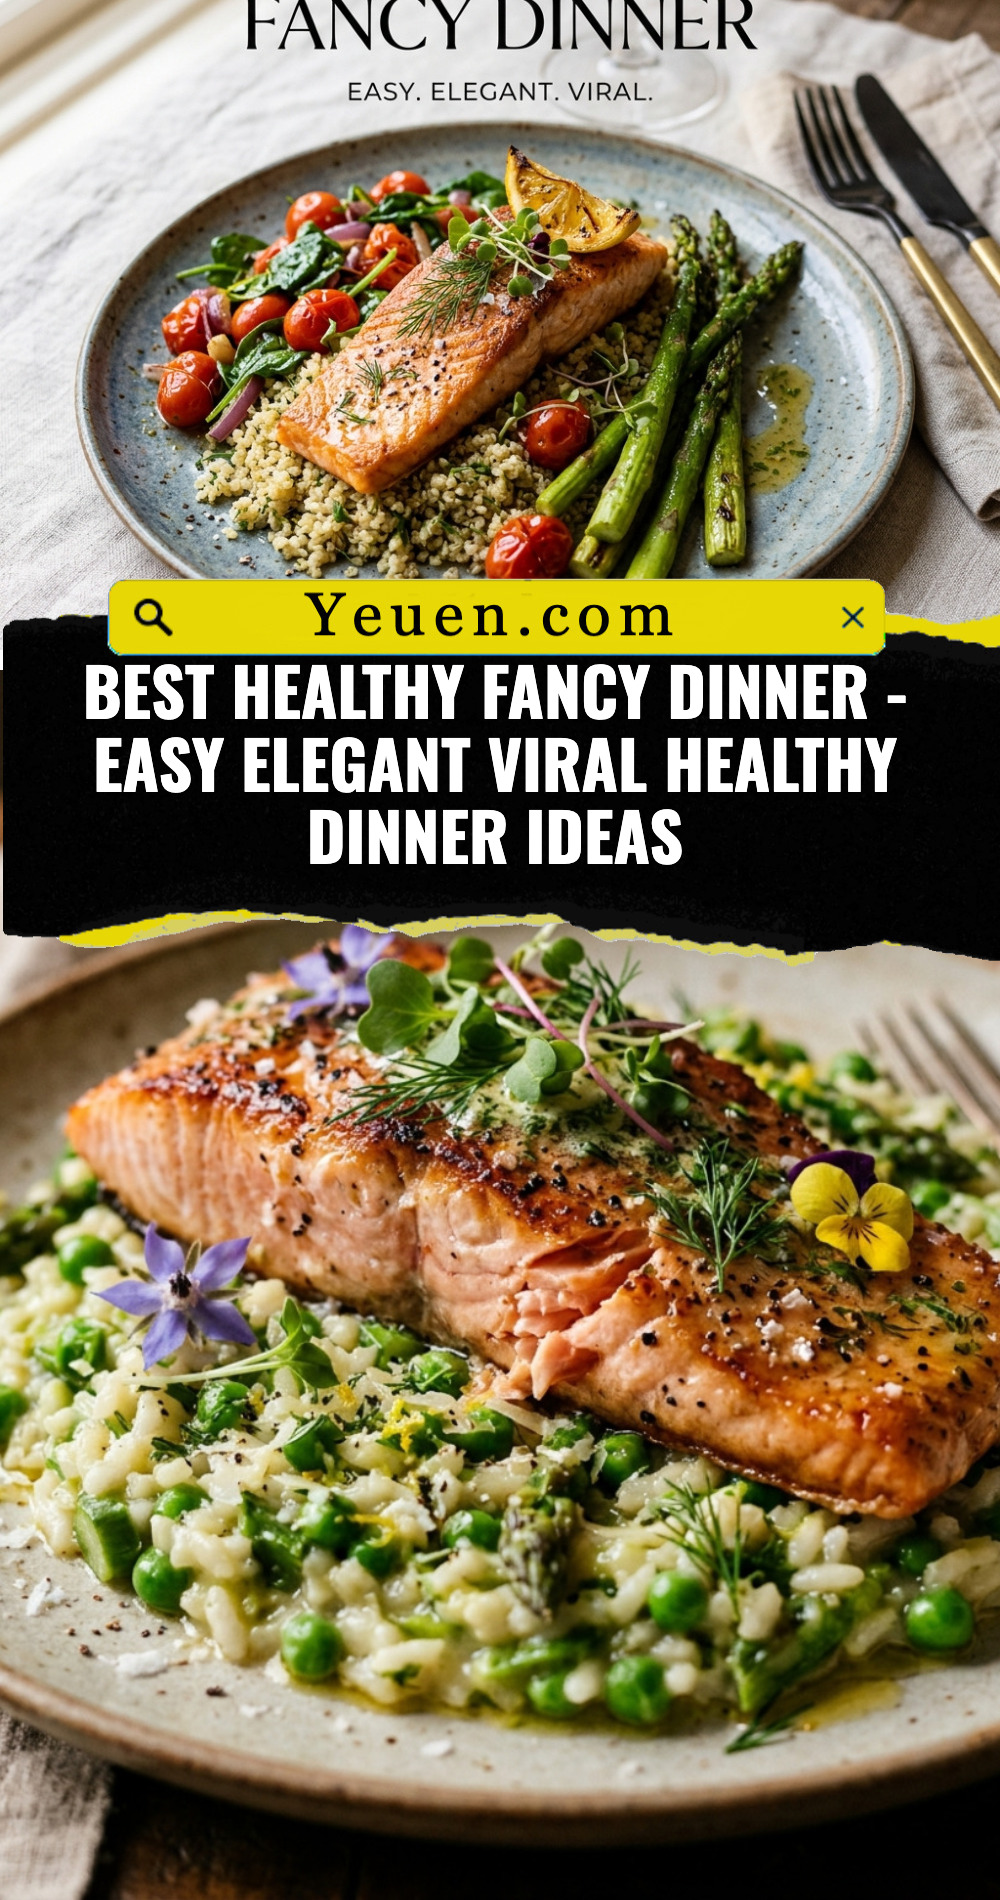 FANCY DINNER
EASY. ELEGANT. VIRAL.
Yeuen.com
BEST HEALTHY FANCY DINNER -
EASY ELEGANT VIRAL HEALTHY
DINNER IDEAS